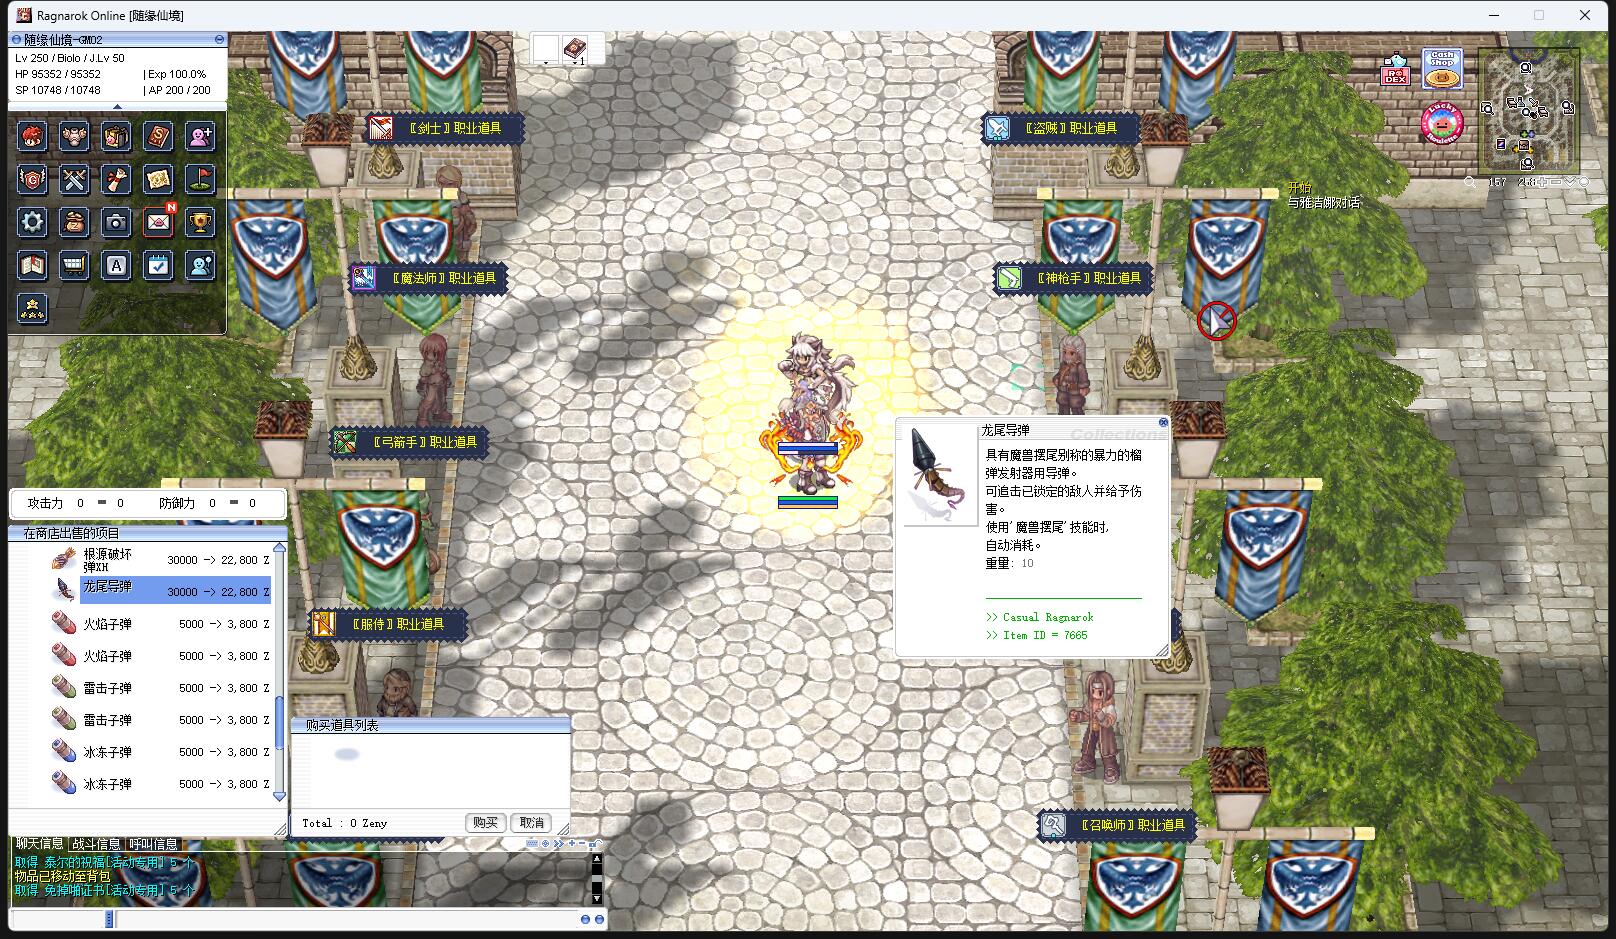 Ragnarok Online [随缘仙境]
随缘仙境-GM02
Lv 250 / Biolo / J.Lv 50
HP 95352 / 95352 | Exp 100.0%
SP 10748 / 10748 | AP 200 / 200
1
Cash Shop
RODEX
Lucky Roulette
N
A
157 258
开始
与雅洁娜对话
〖剑士〗职业道具
〖盗贼〗职业道具
〖魔法师〗职业道具
〖神枪手〗职业道具
〖弓箭手〗职业道具
〖服侍〗职业道具
〖召唤师〗职业道具
龙尾导弹
Collections
具有魔兽摆尾别称的暴力的榴
弹发射器用导弹。
可追击已锁定的敌人并给予伤
害。
使用'魔兽摆尾'技能时,
自动消耗。
重量: 10
>> Casual Ragnarok
>> Item ID = 7665
攻击力 0 = 0 防御力 0 = 0
在商店出售的项目
根源破坏
弹XH 30000 -> 22,800 Z
龙尾导弹 30000 -> 22,800 Z
火焰子弹 5000 -> 3,800 Z
火焰子弹 5000 -> 3,800 Z
雷击子弹 5000 -> 3,800 Z
雷击子弹 5000 -> 3,800 Z
冰冻子弹 5000 -> 3,800 Z
冰冻子弹 5000 -> 3,800 Z
购买道具列表
Total : 0 Zeny 购买 取消
聊天信息 战斗信息 呼叫信息
取得 泰尔的祝福[活动专用] 5 个
物品已移动至背包
取得 免掉啪证书[活动专用] 5 个